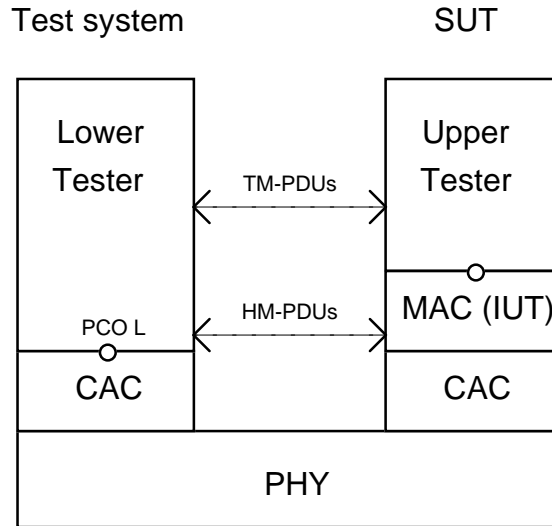 Test system
SUT
Lower
Tester
Upper
Tester
TM-PDUs
HM-PDUs
MAC (IUT)
PCO L
CAC
CAC
PHY